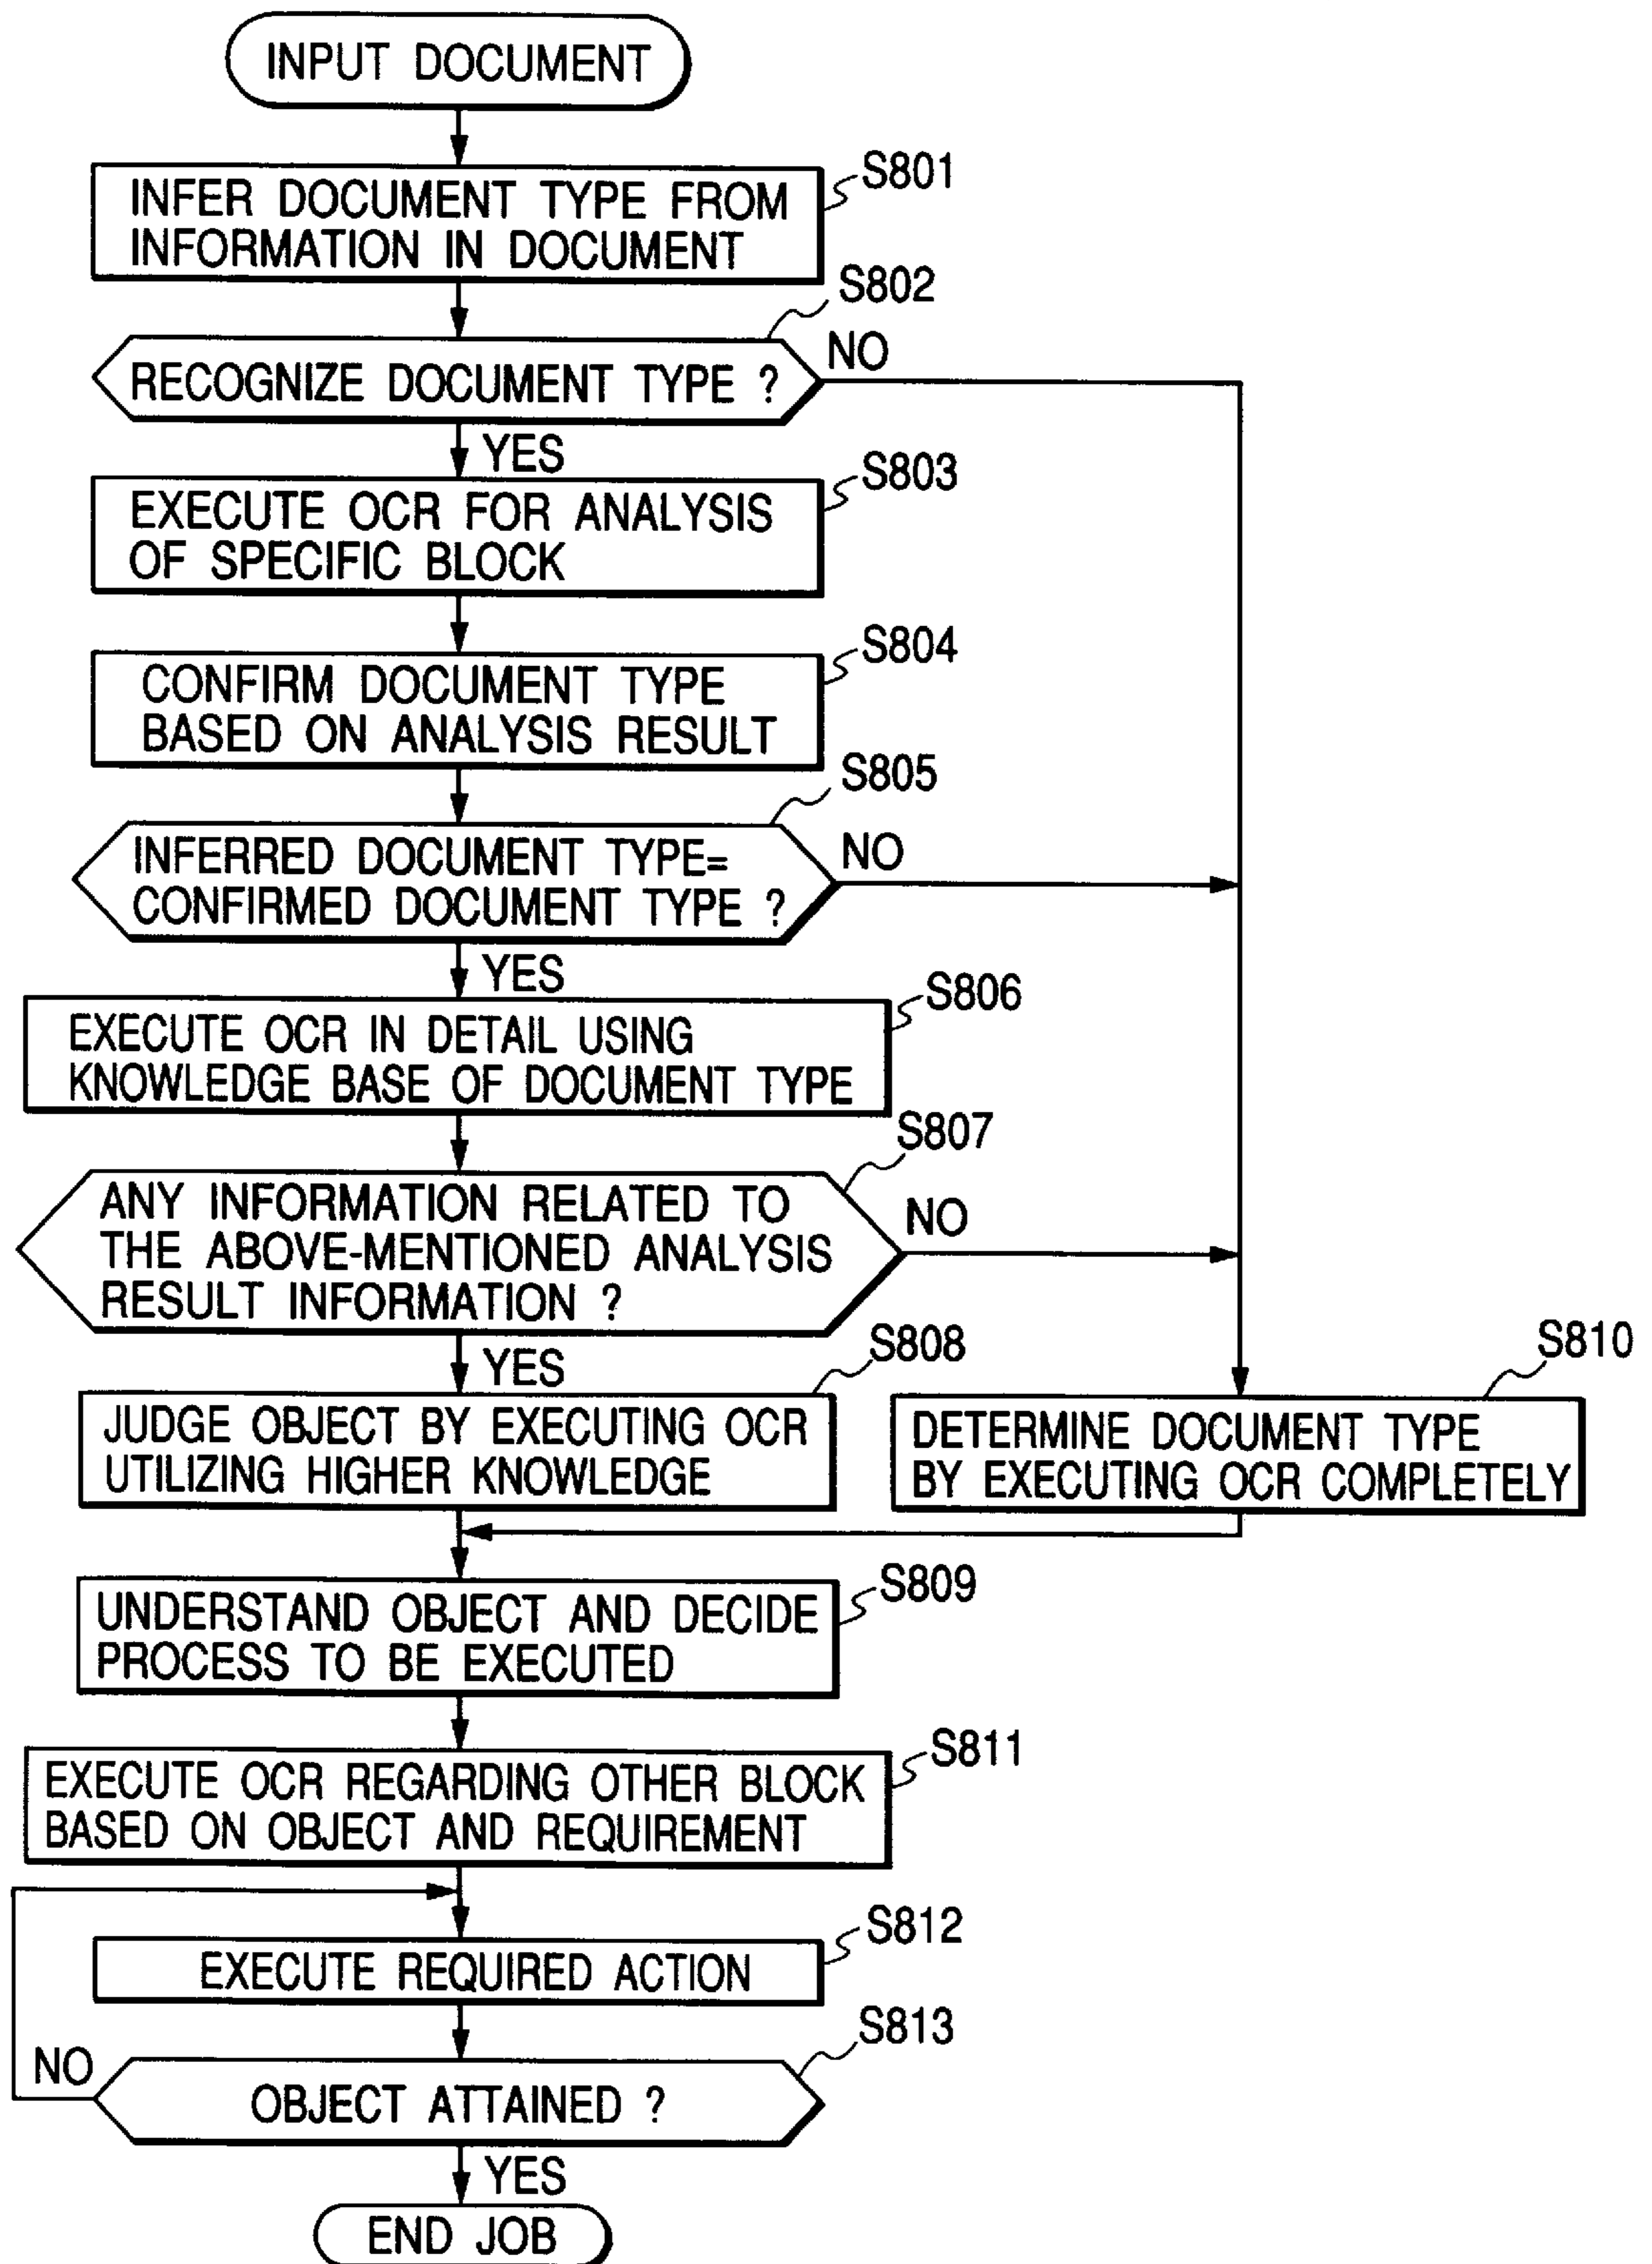 INPUT DOCUMENT
S801
INFER DOCUMENT TYPE FROM
INFORMATION IN DOCUMENT
S802
RECOGNIZE DOCUMENT TYPE ?
NO
YES
S803
EXECUTE OCR FOR ANALYSIS
OF SPECIFIC BLOCK
S804
CONFIRM DOCUMENT TYPE
BASED ON ANALYSIS RESULT
S805
INFERRED DOCUMENT TYPE=
CONFIRMED DOCUMENT TYPE ?
NO
YES
S806
EXECUTE OCR IN DETAIL USING
KNOWLEDGE BASE OF DOCUMENT TYPE
S807
ANY INFORMATION RELATED TO
THE ABOVE-MENTIONED ANALYSIS
RESULT INFORMATION ?
NO
YES
S808
JUDGE OBJECT BY EXECUTING OCR
UTILIZING HIGHER KNOWLEDGE
S810
DETERMINE DOCUMENT TYPE
BY EXECUTING OCR COMPLETELY
S809
UNDERSTAND OBJECT AND DECIDE
PROCESS TO BE EXECUTED
S811
EXECUTE OCR REGARDING OTHER BLOCK
BASED ON OBJECT AND REQUIREMENT
S812
EXECUTE REQUIRED ACTION
S813
NO
OBJECT ATTAINED ?
YES
END JOB